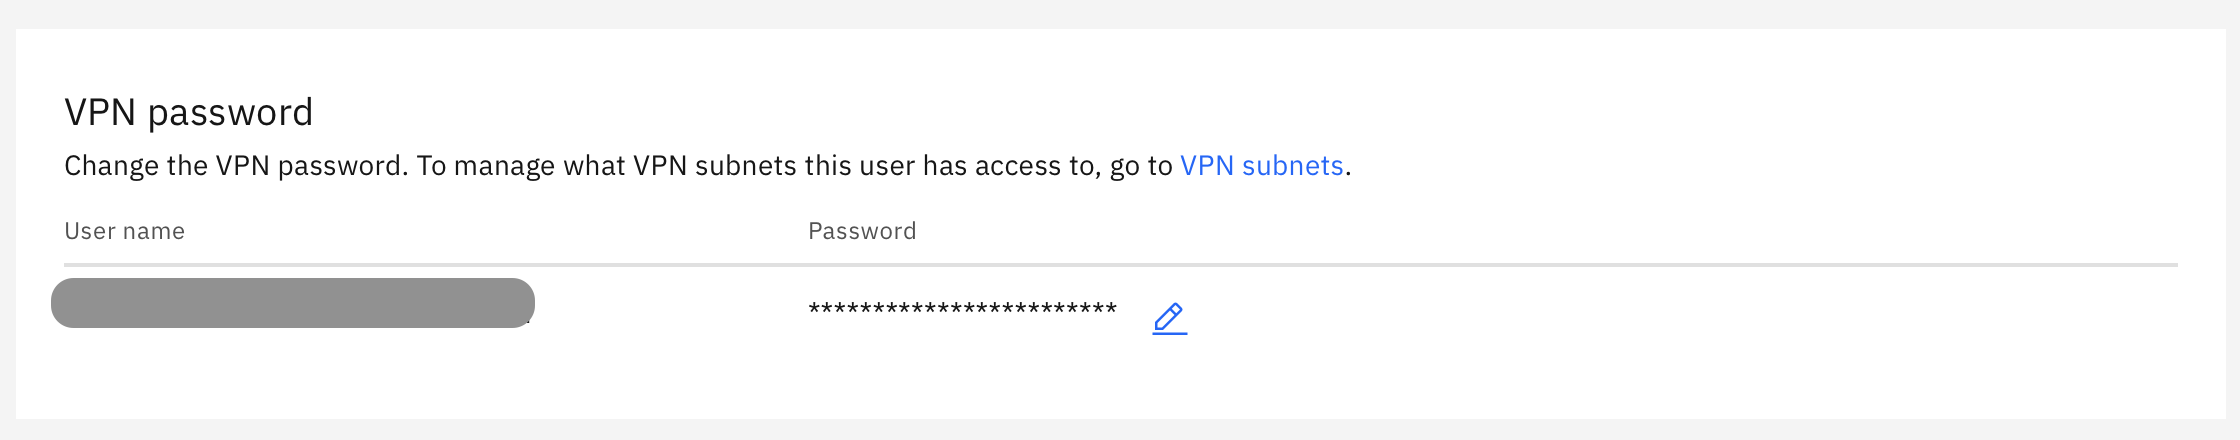 VPN password
Change the VPN password. To manage what VPN subnets this user has access to, go to VPN subnets.
User name Password
************************